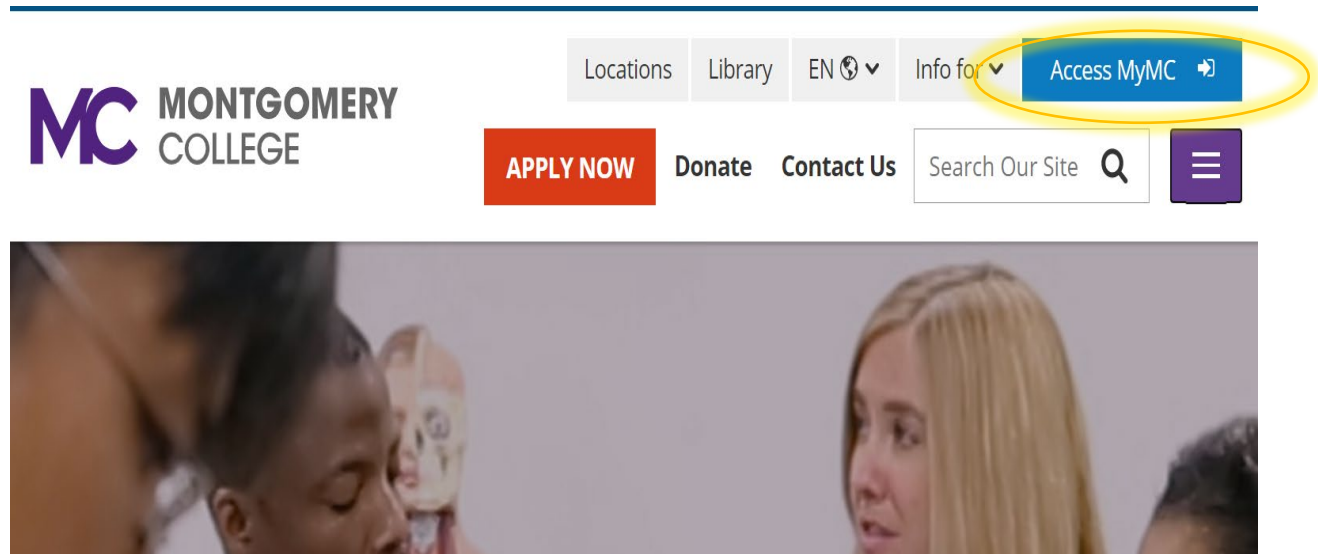 Locations Library EN Info for Access MyMC
MC MONTGOMERY
COLLEGE
APPLY NOW Donate Contact Us Search Our Site